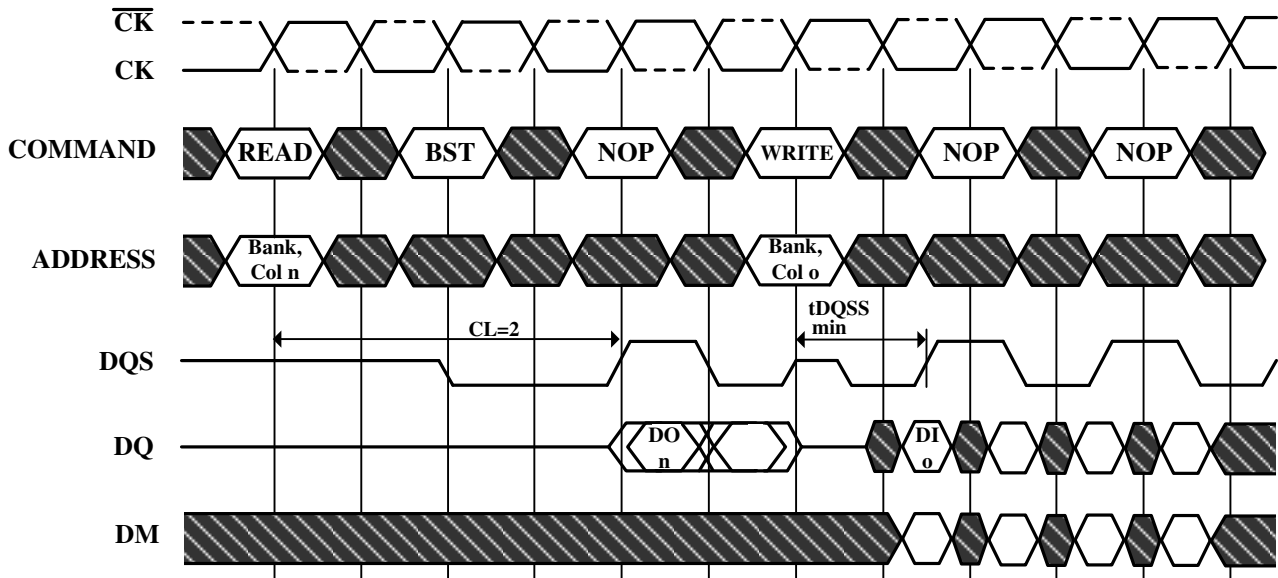 CK
CK
COMMAND
READ
BST
NOP
WRITE
NOP
NOP
ADDRESS
Bank,
Col n
Bank,
Col o
DQS
CL=2
tDQSS
min
DQ
DO
n
DI
o
DM